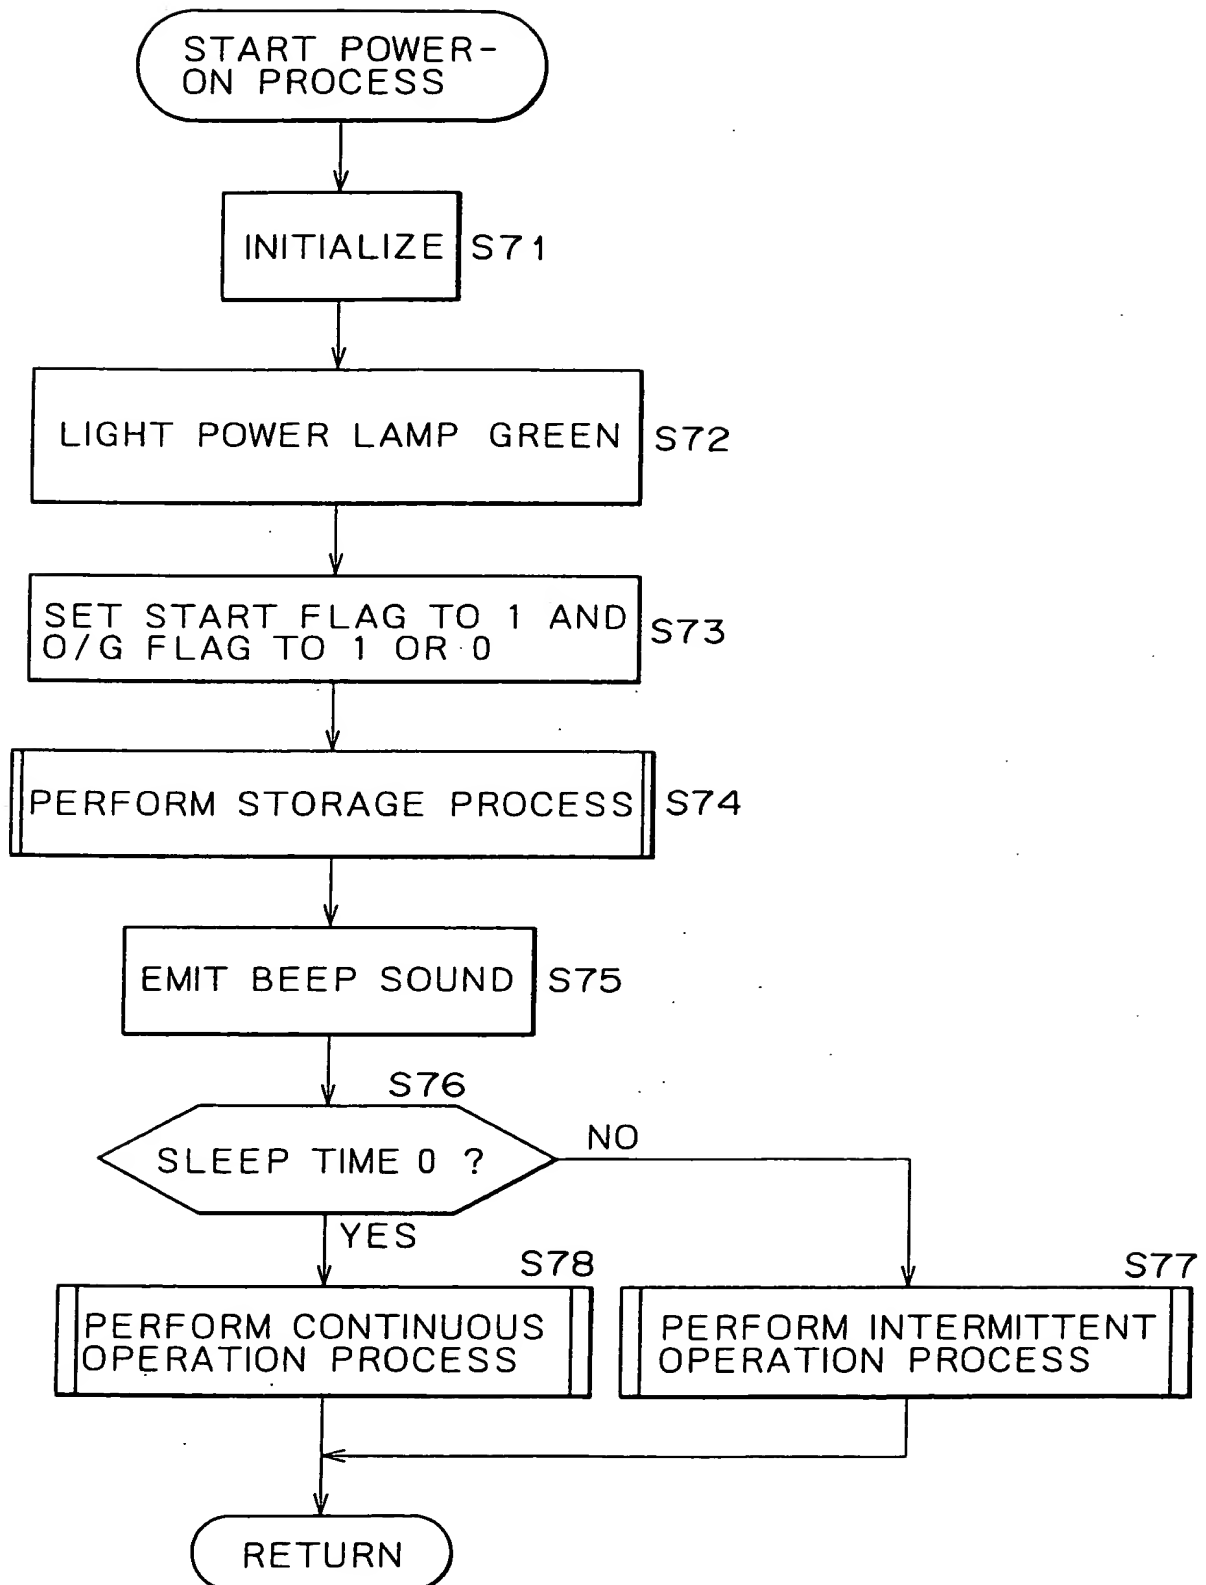 START POWER-
ON PROCESS
INITIALIZE
S71
LIGHT POWER LAMP GREEN
S72
SET START FLAG TO 1 AND
O/G FLAG TO 1 OR 0
S73
PERFORM STORAGE PROCESS
S74
EMIT BEEP SOUND
S75
S76
SLEEP TIME 0 ?
NO
YES
S78
PERFORM CONTINUOUS
OPERATION PROCESS
S77
PERFORM INTERMITTENT
OPERATION PROCESS
RETURN